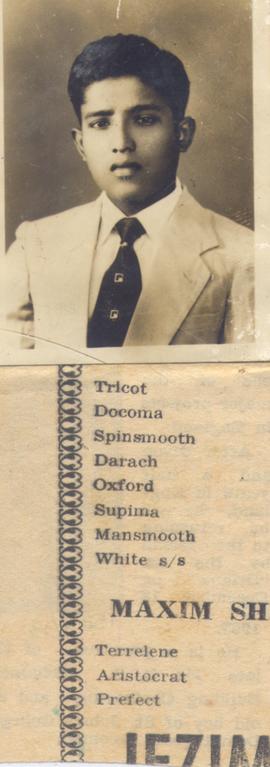 Tricot
Docoma
Spinsmooth
Darach
Oxford
Supima
Mansmooth
White s/s
MAXIM SH
Terrelene
Aristocrat
Prefect